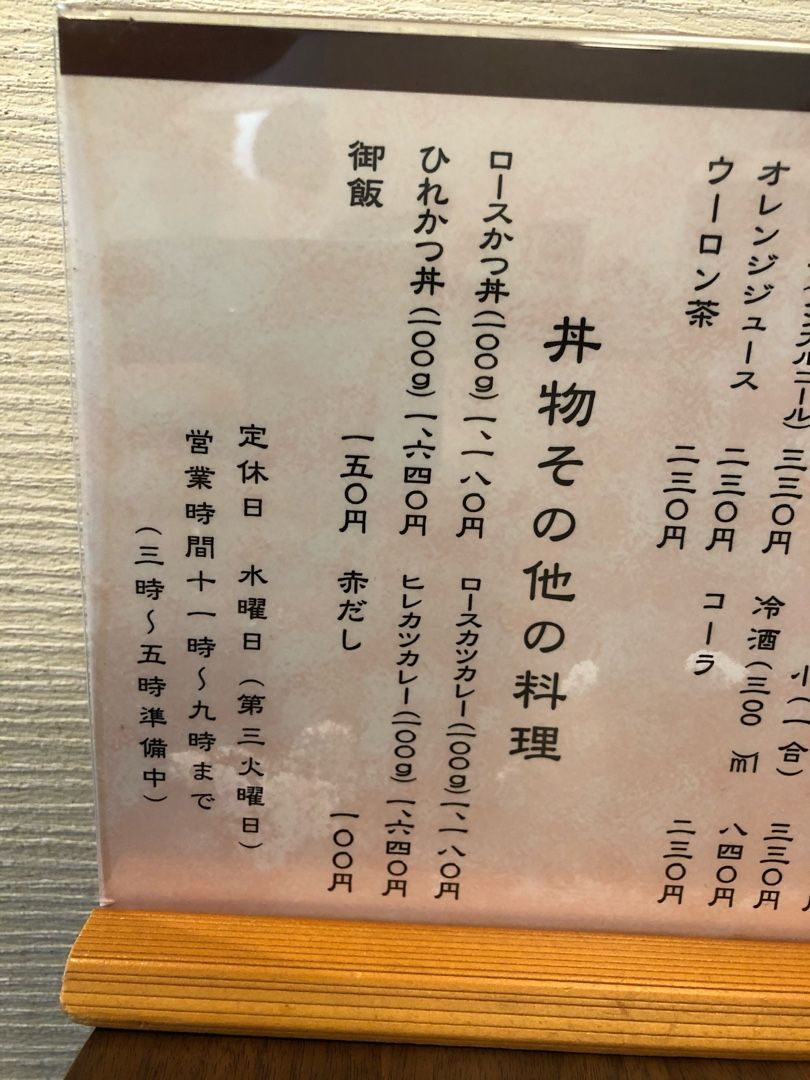 アルコール) 三三〇円 小(一合) 三三〇円
オレンジジュース 二三〇円 冷酒(三〇〇ml) 八四〇円
ウーロン茶 二三〇円 コーラ 二三〇円
丼物その他の料理
ロースかつ丼(一〇〇g)一、一八〇円 ロースカツカレー(一〇〇g)一、一八〇円
ひれかつ丼(一〇〇g)一、六四〇円 ヒレカツカレー(一〇〇g)一、六四〇円
御飯 一五〇円 赤だし 一〇〇円
定休日 水曜日(第三火曜日)
営業時間十一時〜九時まで
(三時〜五時準備中)